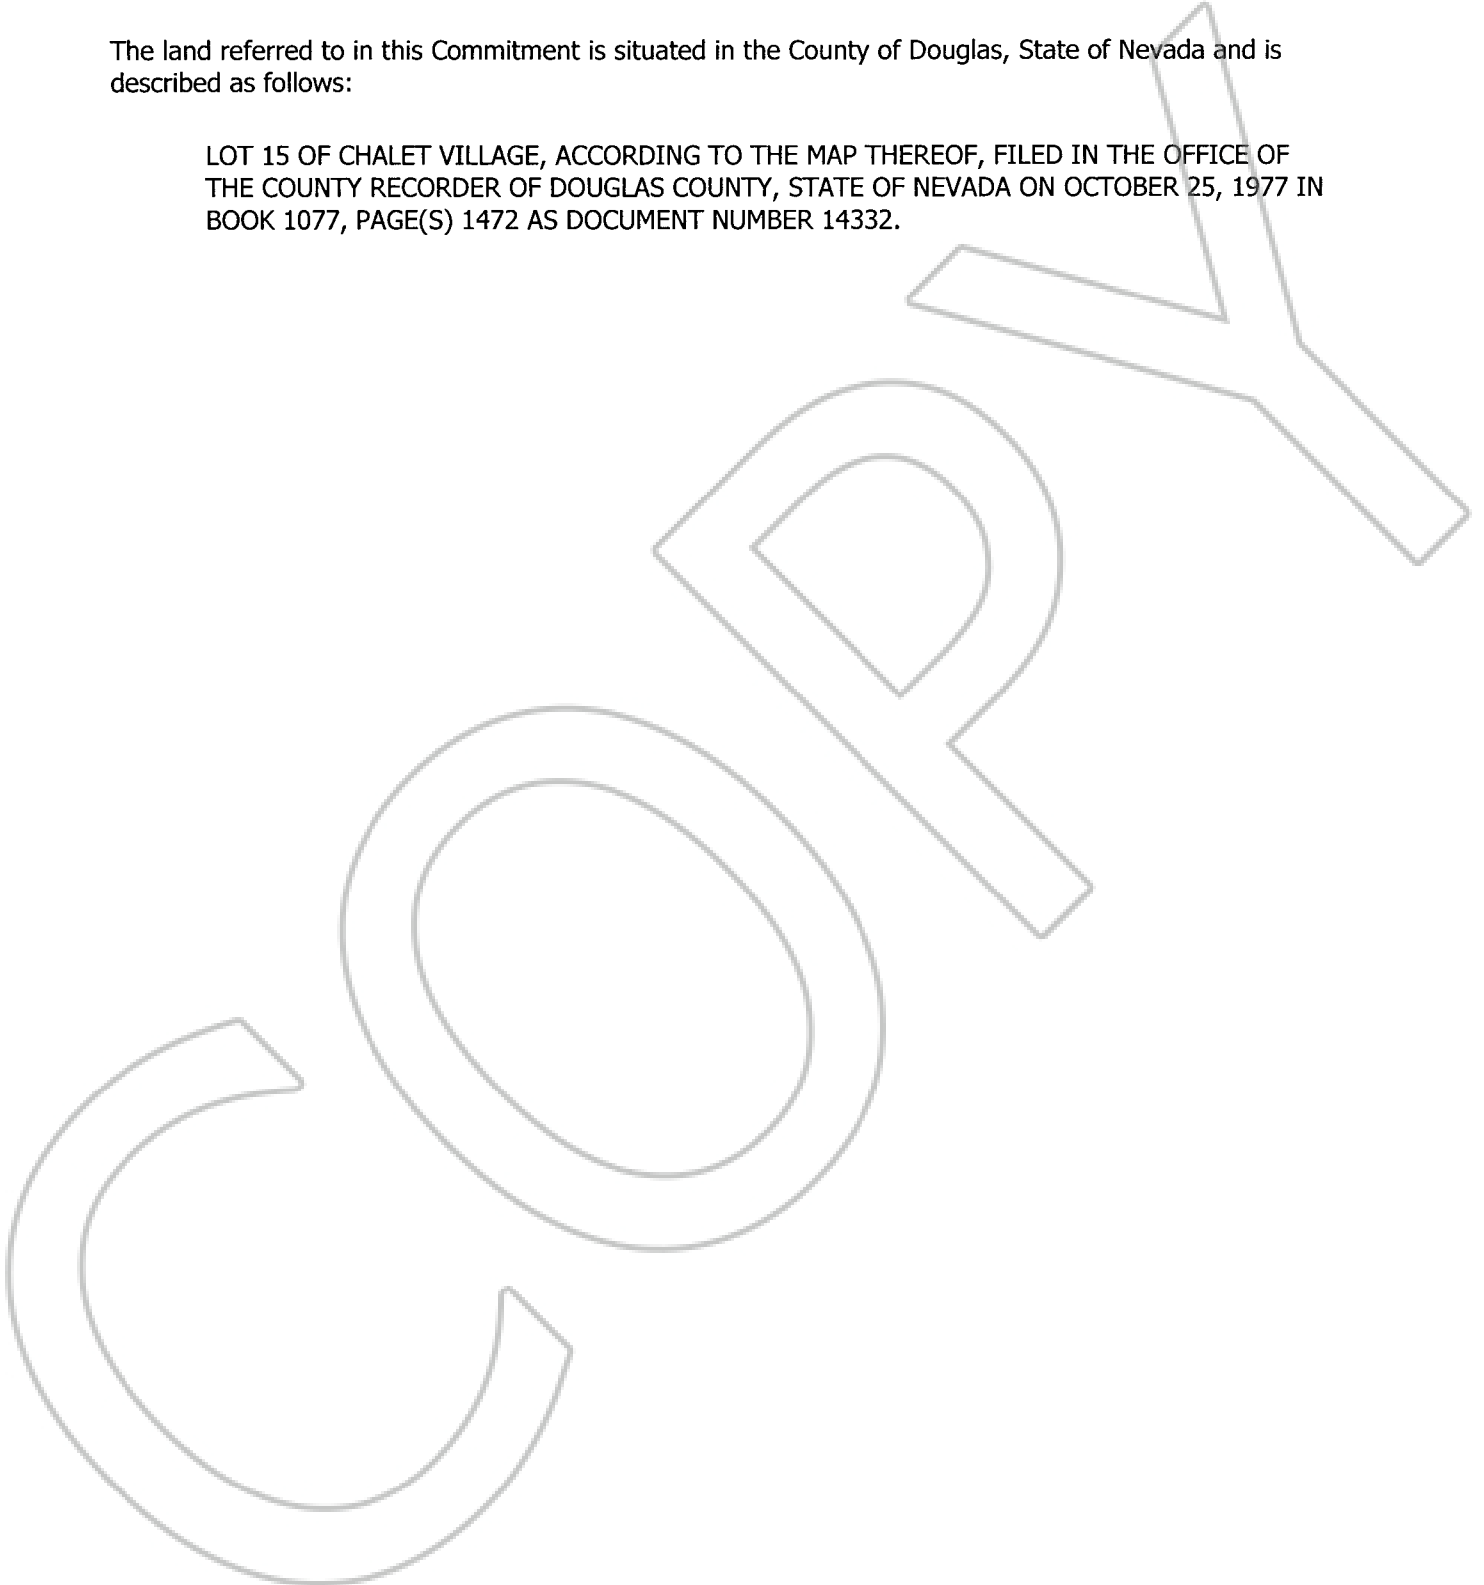 The land referred to in this Commitment is situated in the County of Douglas, State of Nevada and is
described as follows:
LOT 15 OF CHALET VILLAGE, ACCORDING TO THE MAP THEREOF, FILED IN THE OFFICE OF
THE COUNTY RECORDER OF DOUGLAS COUNTY, STATE OF NEVADA ON OCTOBER 25, 1977 IN
BOOK 1077, PAGE(S) 1472 AS DOCUMENT NUMBER 14332.
COPY